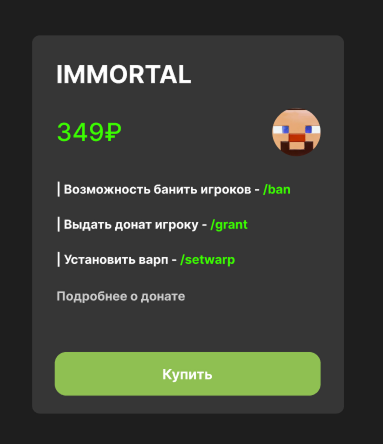 IMMORTAL
349₽
| Возможность банить игроков - /ban
| Выдать донат игроку - /grant
| Установить варп - /setwarp
Подробнее о донате
Купить